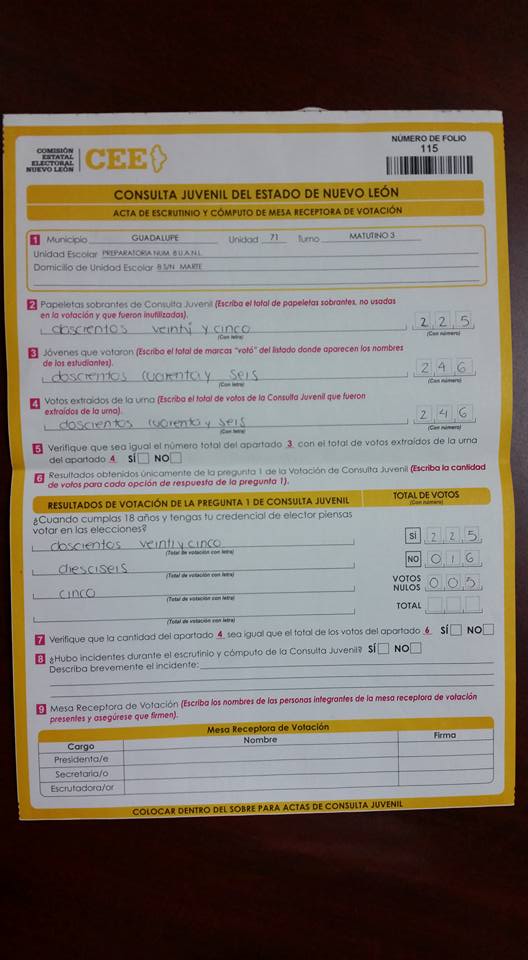 COMISIÓN
ESTATAL
ELECTORAL
NUEVO LEÓN
CEE
NÚMERO DE FOLIO
115
CONSULTA JUVENIL DEL ESTADO DE NUEVO LEÓN
ACTA DE ESCRUTINIO Y CÓMPUTO DE MESA RECEPTORA DE VOTACIÓN
1 Municipio GUADALUPE Unidad 71 Turno MATUTINO 3
Unidad Escolar PREPARATORIA NUM. 8 U.A.N.L.
Domicilio de Unidad Escolar 8 S/N MARTE
2 Papeletas sobrantes de Consulta Juvenil (Escriba el total de papeletas sobrantes, no usadas
en la votación y que fueron inutilizadas).
doscientos veinti y cinco 2 2 5
(Con letra) (Con número)
3 Jóvenes que votaron (Escriba el total de marcas "votó" del listado donde aparecen los nombres
de los estudiantes).
doscientos cuarenta y seis 2 4 6
(Con letra) (Con número)
4 Votos extraídos de la urna (Escriba el total de votos de la Consulta Juvenil que fueron
extraídos de la urna).
doscientos cuarenta y seis 2 4 6
(Con letra) (Con número)
5 Verifique que sea igual el número total del apartado 3 con el total de votos extraídos de la urna
del apartado 4 SÍ NO
6 Resultados obtenidos únicamente de la pregunta 1 de la Votación de Consulta Juvenil (Escriba la cantidad
de votos para cada opción de respuesta de la pregunta 1).
RESULTADOS DE VOTACIÓN DE LA PREGUNTA 1 DE CONSULTA JUVENIL TOTAL DE VOTOS
(Con número)
¿Cuando cumplas 18 años y tengas tu credencial de elector piensas
votar en las elecciones?
doscientos veinti y cinco SÍ 2 2 5
(Total de votación con letra)
diesciseis NO 0 1 6
(Total de votación con letra)
cinco VOTOS NULOS 0 0 5
(Total de votación con letra)
TOTAL
(Total de votación con letra)
7 Verifique que la cantidad del apartado 4 sea igual que el total de los votos del apartado 6 SÍ NO
8 ¿Hubo incidentes durante el escrutinio y cómputo de la Consulta Juvenil? SÍ NO
Describa brevemente el incidente:
9 Mesa Receptora de Votación (Escriba los nombres de las personas integrantes de la mesa receptora de votación
presentes y asegúrese que firmen).
Mesa Receptora de Votación
Cargo Nombre Firma
Presidenta/e
Secretaria/o
Escrutadora/or
COLOCAR DENTRO DEL SOBRE PARA ACTAS DE CONSULTA JUVENIL